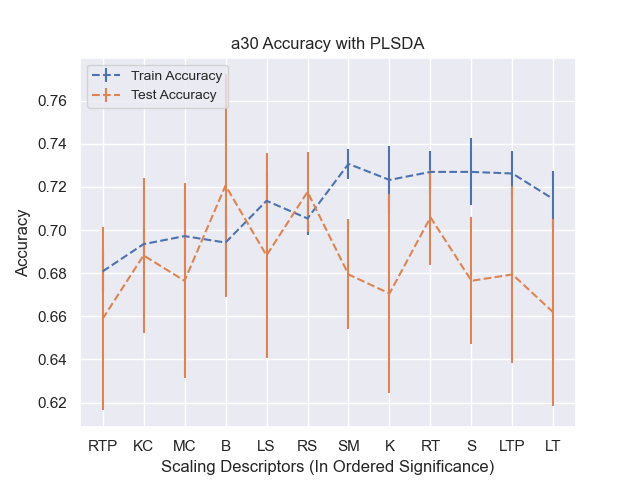 a30 Accuracy with PLSDA
Train Accuracy
Test Accuracy
0.76
0.74
0.72
0.70
0.68
0.66
0.64
0.62
Accuracy
RTP KC MC B LS RS SM K RT S LTP LT
Scaling Descriptors (In Ordered Significance)